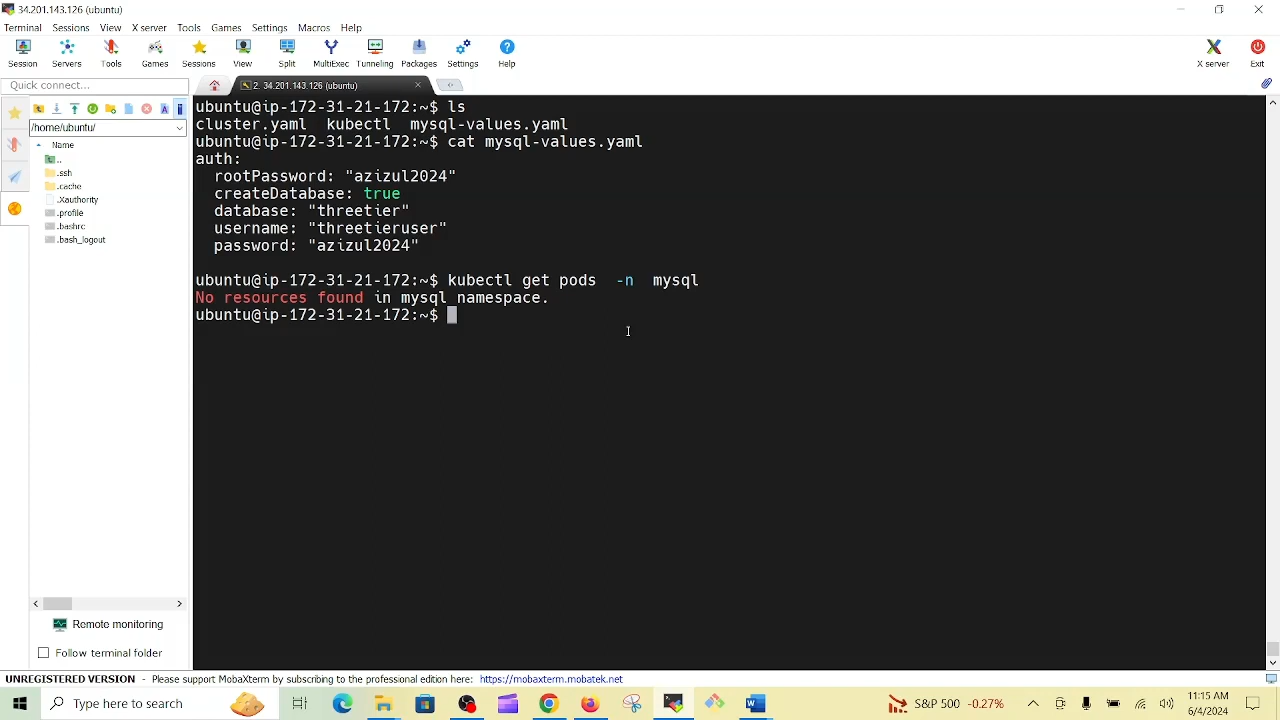 34.201.143.126 (ubuntu)
Terminal Sessions View X server Tools Games Settings Macros Help
Session Servers Tools Games Sessions View Split MultiExec Tunneling Packages Settings Help X server Exit
Quick connect...
2. 34.201.143.126 (ubuntu)
/home/ubuntu/
Name
..
.ssh
.cache
.Xauthority
.profile
.bashrc
.bash_logout
ubuntu@ip-172-31-21-172:~$ ls
cluster.yaml  kubectl  mysql-values.yaml
ubuntu@ip-172-31-21-172:~$ cat mysql-values.yaml
auth:
  rootPassword: "azizul2024"
  createDatabase: true
  database: "threetier"
  username: "threetieruser"
  password: "azizul2024"
ubuntu@ip-172-31-21-172:~$ kubectl get pods  -n  mysql
No resources found in mysql namespace.
ubuntu@ip-172-31-21-172:~$
Remote monitoring
Follow terminal folder
UNREGISTERED VERSION - Please support MobaXterm by subscribing to the professional edition here: https://mobaxterm.mobatek.net
Type here to search
S&P 500 -0.27%
11:15 AM
6/4/2024